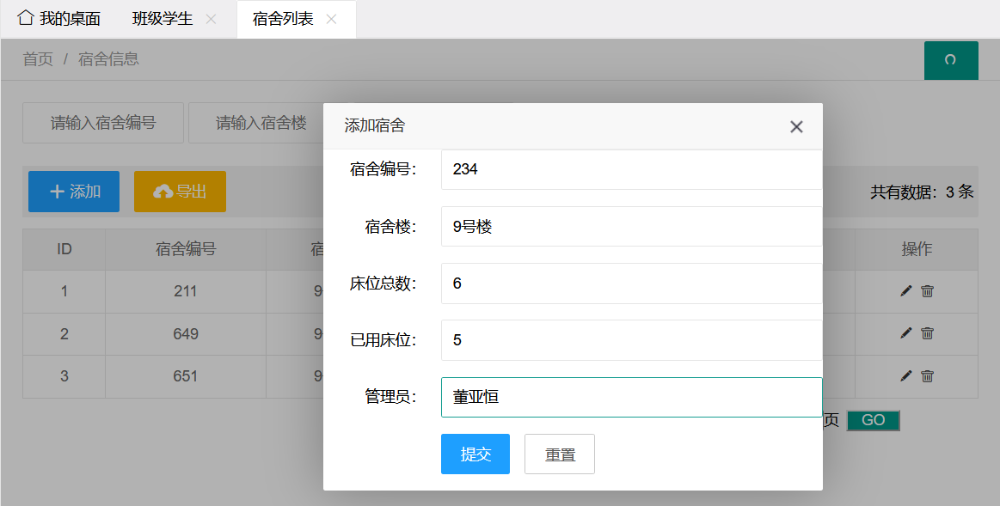 我的桌面 班级学生 宿舍列表
首页 / 宿舍信息
请输入宿舍编号 请输入宿舍楼
添加 导出
共有数据：3 条
ID 宿舍编号 宿 操作
1 211 9
2 649 9
3 651 9
页 GO
添加宿舍
宿舍编号： 234
宿舍楼： 9号楼
床位总数： 6
已用床位： 5
管理员： 董亚恒
提交 重置